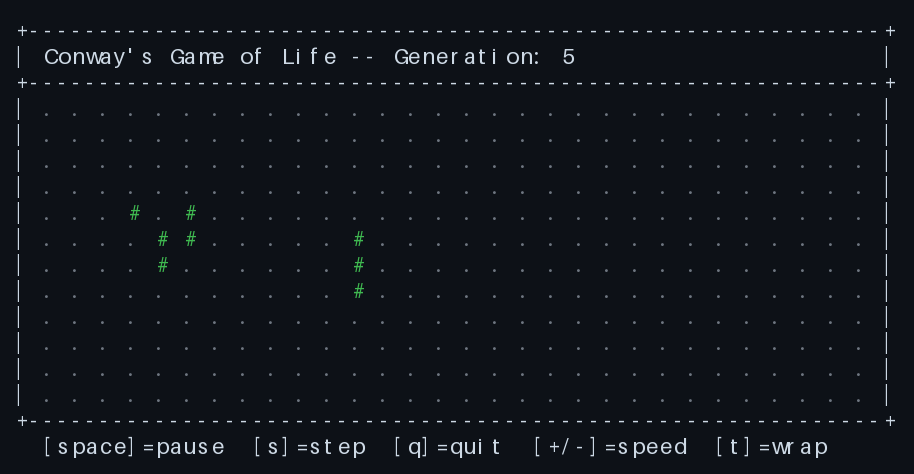 +-------------------------------------------------------------+
| Conway's Game of Life -- Generation: 5                      |
+-------------------------------------------------------------+
| . . . . . . . . . . . . . . . . . . . . . . . . . . . . . . |
| . . . . . . . . . . . . . . . . . . . . . . . . . . . . . . |
| . . . . . . . . . . . . . . . . . . . . . . . . . . . . . . |
| . . . . . . . . . . . . . . . . . . . . . . . . . . . . . . |
| . . . # . # . . . . . . . . . . . . . . . . . . . . . . . . |
| . . . . # # . . . . . # . . . . . . . . . . . . . . . . . . |
| . . . . # . . . . . . # . . . . . . . . . . . . . . . . . . |
| . . . . . . . . . . . # . . . . . . . . . . . . . . . . . . |
| . . . . . . . . . . . . . . . . . . . . . . . . . . . . . . |
| . . . . . . . . . . . . . . . . . . . . . . . . . . . . . . |
| . . . . . . . . . . . . . . . . . . . . . . . . . . . . . . |
| . . . . . . . . . . . . . . . . . . . . . . . . . . . . . . |
+-------------------------------------------------------------+
[space]=pause  [s]=step  [q]=quit  [+/-]=speed  [t]=wrap